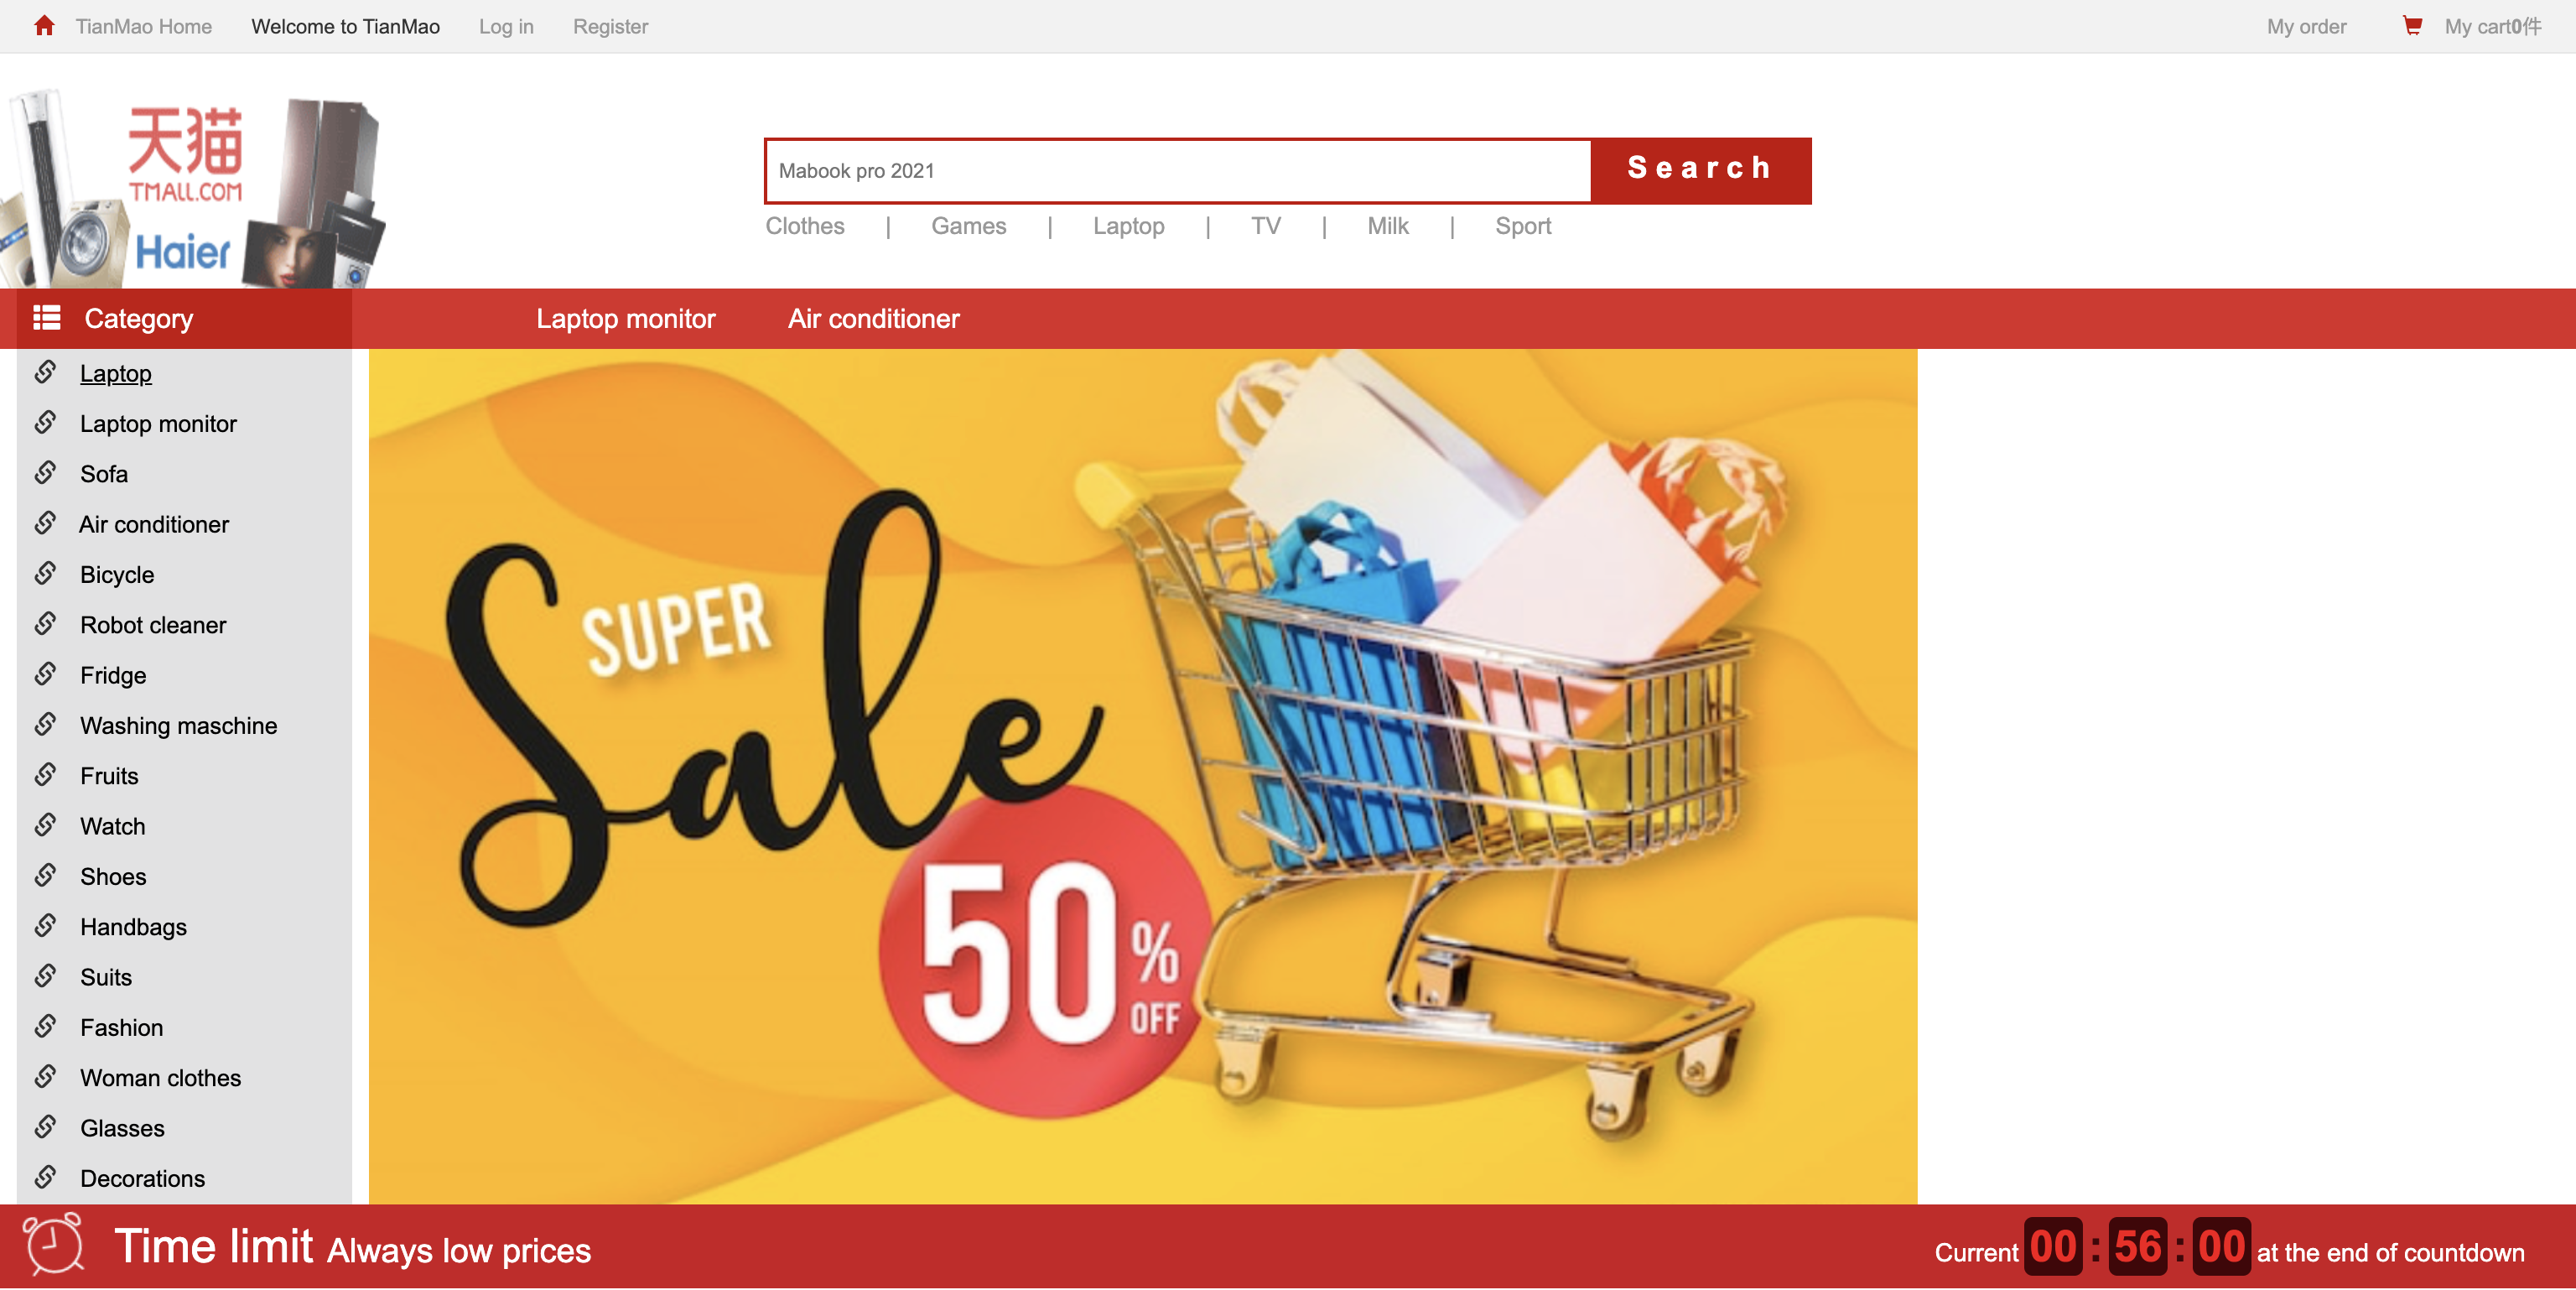 TianMao Home Welcome to TianMao Log in Register My order My cart0件
天猫
TMALL.COM
Haier
Mabook pro 2021 Search
Clothes | Games | Laptop | TV | Milk | Sport
Category Laptop monitor Air conditioner
Laptop
Laptop monitor
Sofa
Air conditioner
Bicycle
Robot cleaner
Fridge
Washing maschine
Fruits
Watch
Shoes
Handbags
Suits
Fashion
Woman clothes
Glasses
Decorations
SUPER
Sale
50% OFF
Time limit Always low prices Current 00 : 56 : 00 at the end of countdown